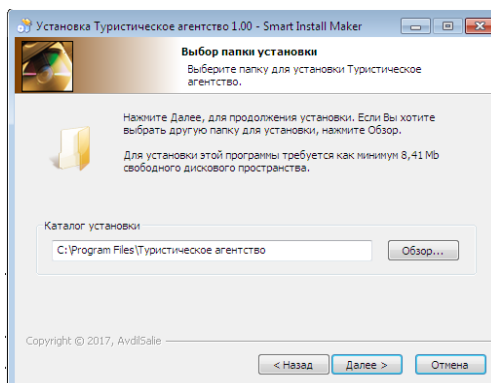 Установка Туристическое агентство 1.00 - Smart Install Maker
Выбор папки установки
Выберите папку для установки Туристическое
агентство.
Нажмите Далее, для продолжения установки. Если Вы хотите
выбрать другую папку для установки, нажмите Обзор.
Для установки этой программы требуется как минимум 8,41 Mb
свободного дискового пространства.
Каталог установки
C:\Program Files\Туристическое агентство
Обзор...
Copyright © 2017, AvdilSalie
< Назад
Далее >
Отмена